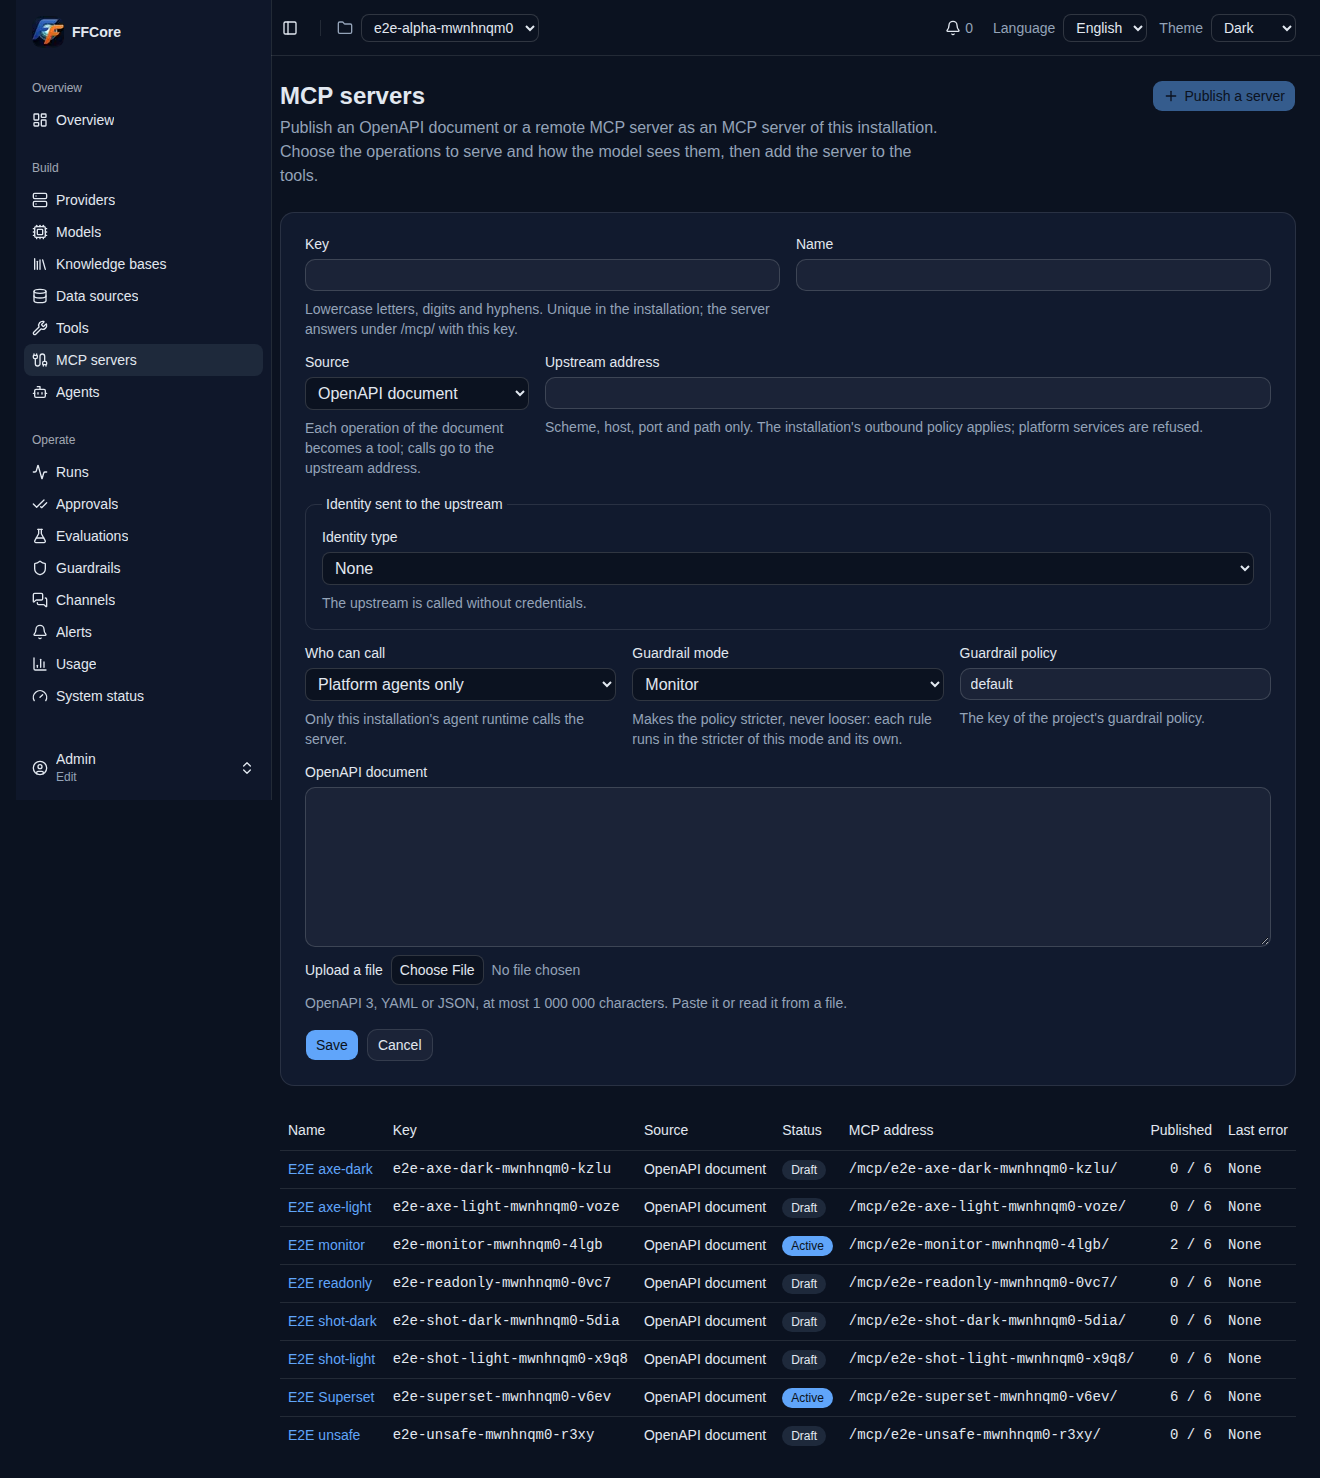 FFCore
e2e-alpha-mwnhnqm0
0
Language
English
Theme
Dark
Overview
Overview
Build
Providers
Models
Knowledge bases
Data sources
Tools
MCP servers
Agents
Operate
Runs
Approvals
Evaluations
Guardrails
Channels
Alerts
Usage
System status
Admin
Edit
MCP servers
Publish a server
Publish an OpenAPI document or a remote MCP server as an MCP server of this installation.
Choose the operations to serve and how the model sees them, then add the server to the
tools.
Key
Name
Lowercase letters, digits and hyphens. Unique in the installation; the server
answers under /mcp/ with this key.
Source
Upstream address
OpenAPI document
Each operation of the document
becomes a tool; calls go to the
upstream address.
Scheme, host, port and path only. The installation's outbound policy applies; platform services are refused.
Identity sent to the upstream
Identity type
None
The upstream is called without credentials.
Who can call
Guardrail mode
Guardrail policy
Platform agents only
Monitor
default
Only this installation's agent runtime calls the
server.
Makes the policy stricter, never looser: each rule
runs in the stricter of this mode and its own.
The key of the project's guardrail policy.
OpenAPI document
Upload a file Choose File No file chosen
OpenAPI 3, YAML or JSON, at most 1 000 000 characters. Paste it or read it from a file.
Save Cancel
Name Key Source Status MCP address Published Last error
E2E axe-dark e2e-axe-dark-mwnhnqm0-kzlu OpenAPI document Draft /mcp/e2e-axe-dark-mwnhnqm0-kzlu/ 0 / 6 None
E2E axe-light e2e-axe-light-mwnhnqm0-voze OpenAPI document Draft /mcp/e2e-axe-light-mwnhnqm0-voze/ 0 / 6 None
E2E monitor e2e-monitor-mwnhnqm0-4lgb OpenAPI document Active /mcp/e2e-monitor-mwnhnqm0-4lgb/ 2 / 6 None
E2E readonly e2e-readonly-mwnhnqm0-0vc7 OpenAPI document Draft /mcp/e2e-readonly-mwnhnqm0-0vc7/ 0 / 6 None
E2E shot-dark e2e-shot-dark-mwnhnqm0-5dia OpenAPI document Draft /mcp/e2e-shot-dark-mwnhnqm0-5dia/ 0 / 6 None
E2E shot-light e2e-shot-light-mwnhnqm0-x9q8 OpenAPI document Draft /mcp/e2e-shot-light-mwnhnqm0-x9q8/ 0 / 6 None
E2E Superset e2e-superset-mwnhnqm0-v6ev OpenAPI document Active /mcp/e2e-superset-mwnhnqm0-v6ev/ 6 / 6 None
E2E unsafe e2e-unsafe-mwnhnqm0-r3xy OpenAPI document Draft /mcp/e2e-unsafe-mwnhnqm0-r3xy/ 0 / 6 None